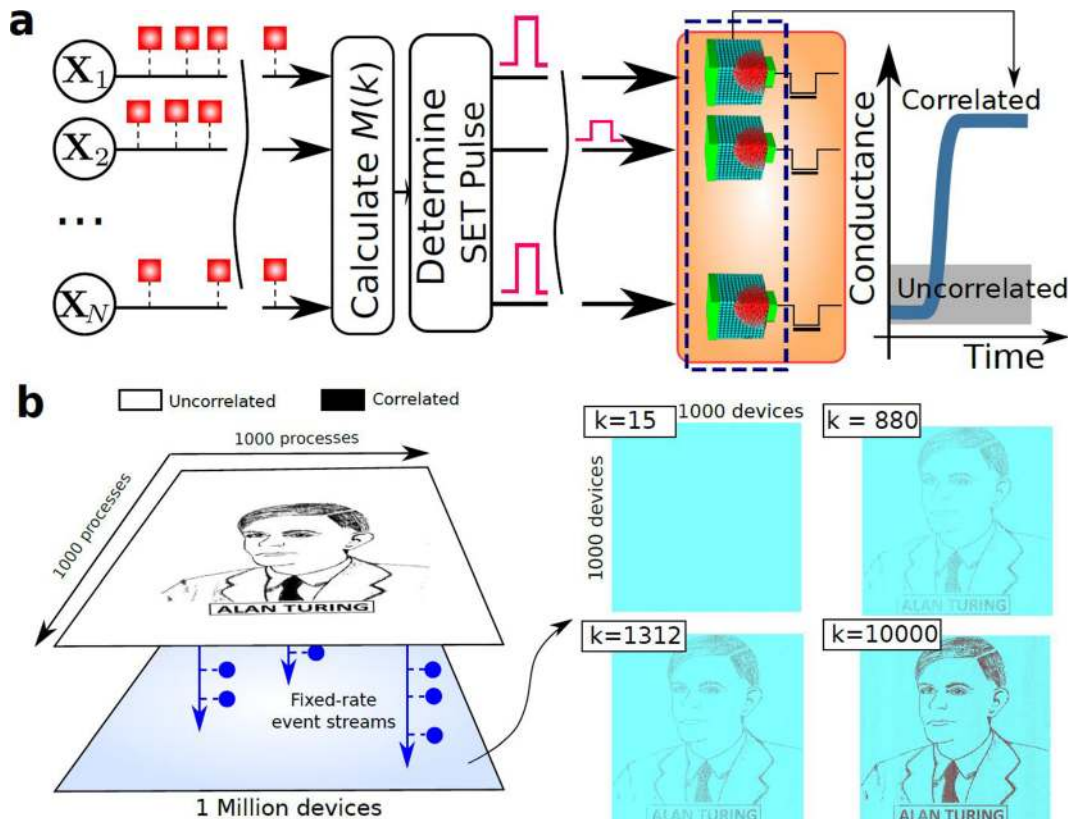 a
X1
X2
...
XN
Calculate M(k)
Determine
SET Pulse
Conductance
Correlated
Uncorrelated
Time
b
Uncorrelated
Correlated
1000 processes
1000 processes
ALAN TURING
Fixed-rate
event streams
1 Million devices
k=15
1000 devices
1000 devices
k = 880
ALAN TURING
k=1312
ALAN TURING
k=10000
ALAN TURING